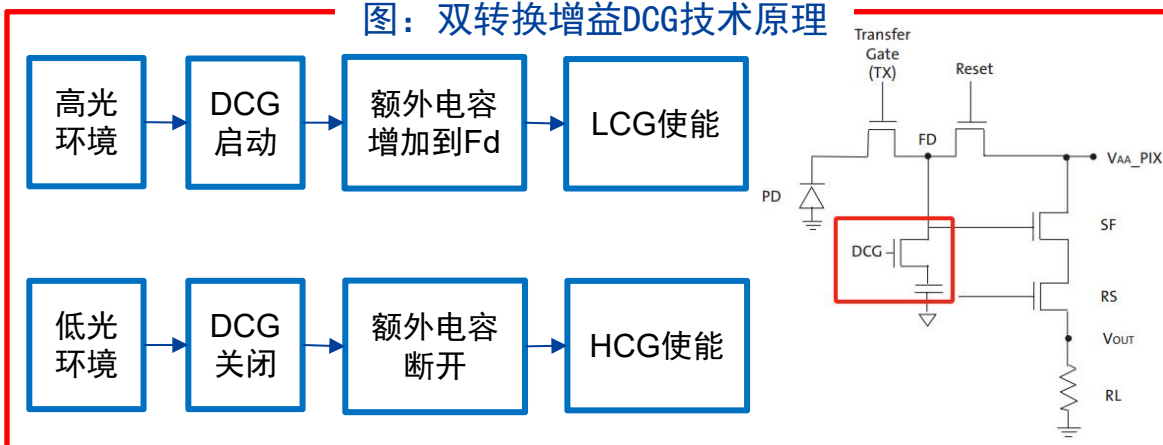 图：双转换增益DCG技术原理
高光
环境
DCG
启动
额外电容
增加到Fd
LCG使能
低光
环境
DCG
关闭
额外电容
断开
HCG使能
Transfer
Gate
(TX)
Reset
FD
VAA_PIX
PD
SF
DCG
RS
VOUT
RL